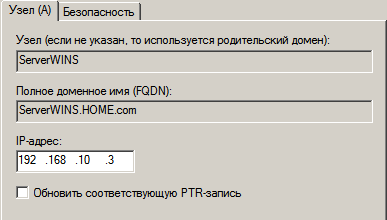 Узел (A) Безопасность
Узел (если не указан, то используется родительский домен):
ServerWINS
Полное доменное имя (FQDN):
ServerWINS.HOME.com
IP-адрес:
192 .168 .10 .3
Обновить соответствующую PTR-запись